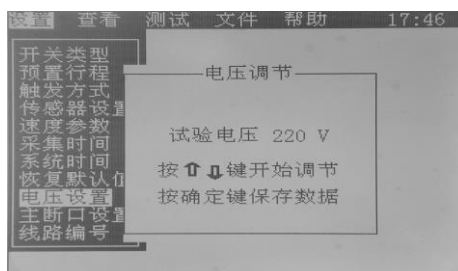 设置 查看 测试 文件 帮助 17:46
开关类型
预置行程
触发方式
传感器设置
速度参数
采集时间
系统时间
恢复默认值
电压设置
主断口设置
线路编号
电压调节
试验电压 220 V
按⇧⇩键开始调节
按确定键保存数据